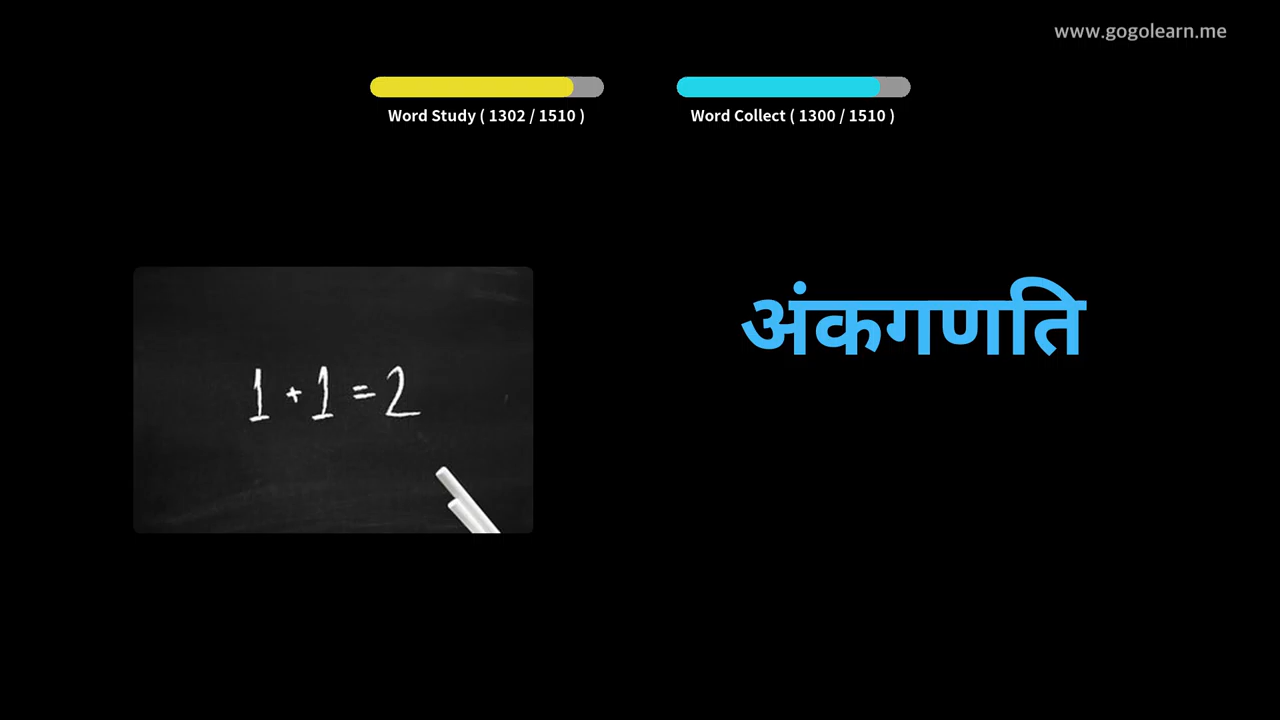 www.gogolearn.me
Word Study ( 1302 / 1510 )
Word Collect ( 1300 / 1510 )
अंकगणति
1 + 1 = 2